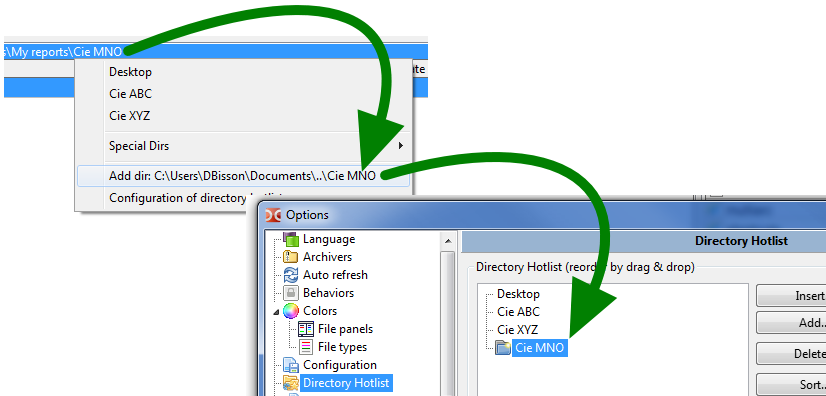 s\My reports\Cie MNO
Desktop
Cie ABC
Cie XYZ
Special Dirs
Add dir: C:\Users\DBisson\Documents\..\Cie MNO
Configuration of directory hotlist
Options
Language
Archivers
Auto refresh
Behaviors
Colors
File panels
File types
Configuration
Directory Hotlist
Directory Hotlist
Directory Hotlist (reorder by drag & drop)
Desktop
Cie ABC
Cie XYZ
Cie MNO
Insert
Add..
Delete
Sort..